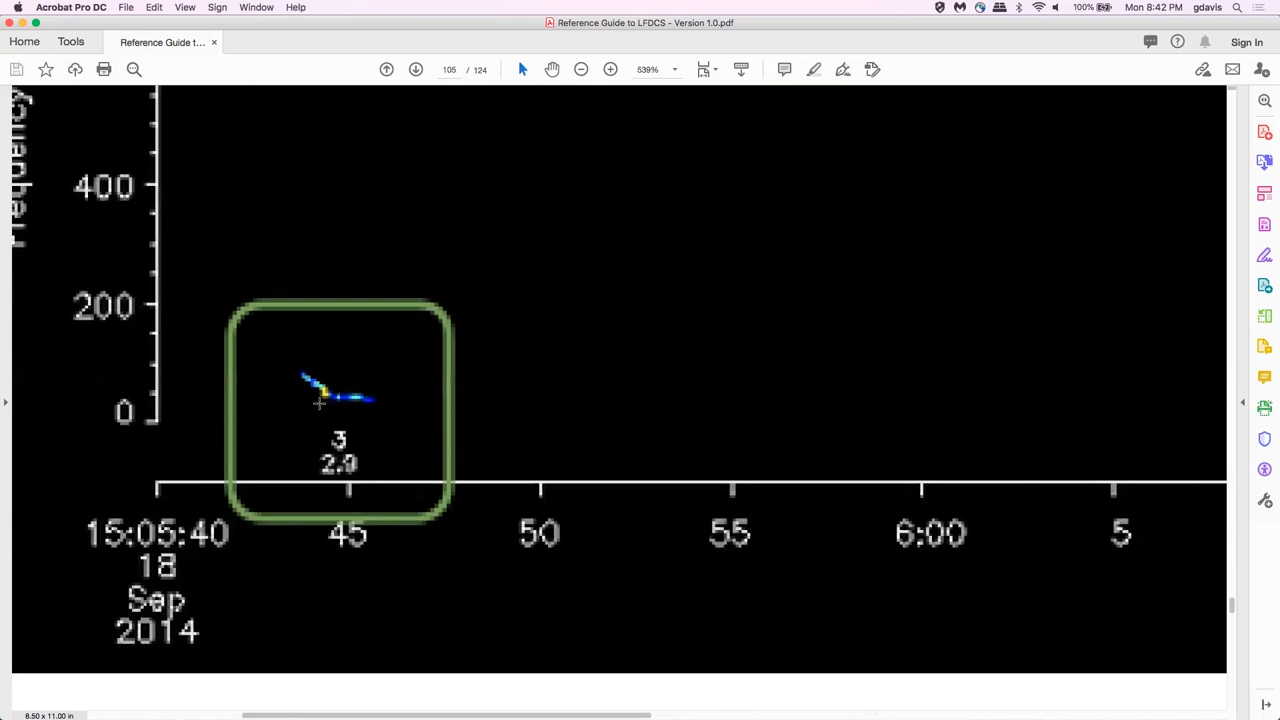 Acrobat Pro DC File Edit View Sign Window Help 100% Mon 8:42 PM gdavis
Reference Guide to LFDCS - Version 1.0.pdf
Home Tools Reference Guide t... × Sign In
105 / 124 539%
Frequency
400
200
0
3
2.9
15:05:40 45 50 55 6:00 5
18
Sep
2014
8.50 x 11.00 in